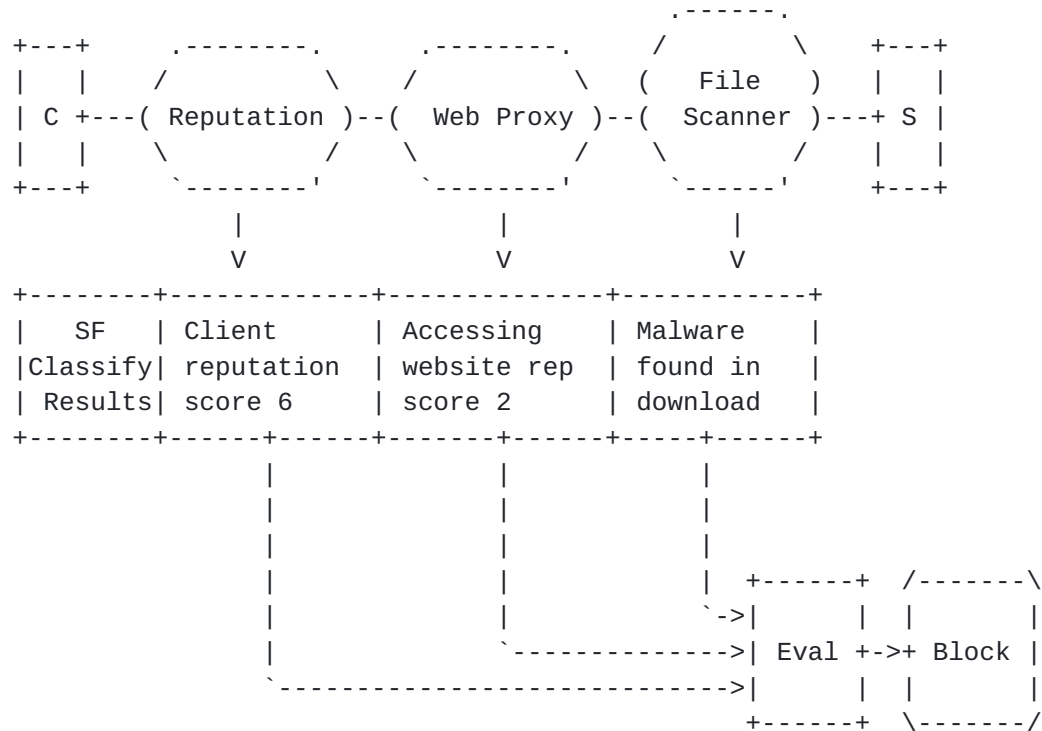 File
C Reputation Web Proxy Scanner S
V V V
SF Client Accessing Malware
Classify reputation website rep found in
Results score 6 score 2 download
Eval Block